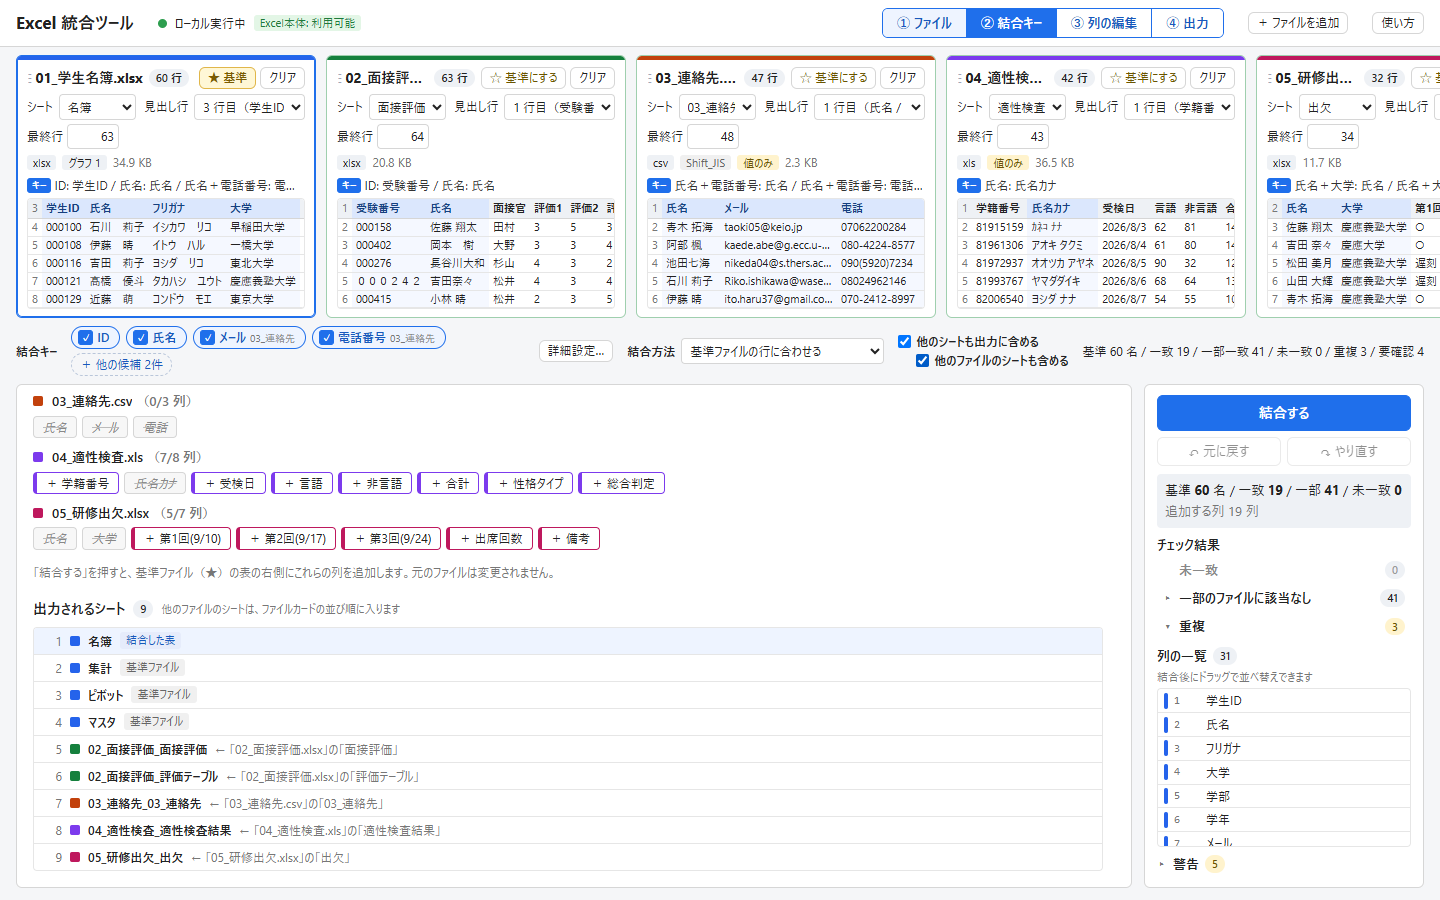 Excel 統合ツール ローカル実行中 Excel本体: 利用可能 ① ファイル ② 結合キー ③ 列の編集 ④ 出力 ＋ ファイルを追加 使い方
01_学生名簿.xlsx 60 行 ★ 基準 クリア
シート 名簿 見出し行 3 行目（学生ID
最終行 63
xlsx グラフ 1 34.9 KB
キー ID: 学生ID / 氏名: 氏名 / 氏名＋電話番号: 電...
3 学生ID 氏名 フリガナ 大学
4 000100 石川 莉子 イシカワ リコ 早稲田大学
5 000108 伊藤 晴 イトウ ハル 一橋大学
6 000116 吉田 莉子 ヨシダ リコ 東北大学
7 000121 高橋 優斗 タカハシ ユウト 慶應義塾大学
8 000129 近藤 萌 コンドウ モエ 東京大学
02_面接評... 63 行 ☆ 基準にする クリア
シート 面接評価 見出し行 1 行目（受験番
最終行 64
xlsx 20.8 KB
キー ID: 受験番号 / 氏名: 氏名
1 受験番号 氏名 面接官 評価1 評価2
2 000158 佐藤 翔太 田村 3 5 3
3 000402 岡本 樹 大野 3 3 4
4 000276 長谷川大和 杉山 4 3 2
5 ０００２４２ 吉田奈々 松井 4 3 4
6 000415 小林 晴 松井 2 3 5
03_連絡先.... 47 行 ☆ 基準にする クリア
シート 03_連絡先 見出し行 1 行目（氏名 /
最終行 48
csv Shift_JIS 値のみ 2.3 KB
キー 氏名＋電話番号: 氏名 / 氏名＋電話番号: 電話...
1 氏名 メール 電話
2 青木 拓海 taoki05@keio.jp 07062200284
3 阿部 楓 kaede.abe@g.ecc.u-... 080-4224-8577
4 池田七海 nikeda04@s.thers.ac... 090(5920)7234
5 石川 莉子 Riko.ishikawa@wase... 08024962146
6 伊藤 晴 ito.haru37@gmail.co... 070-2412-8997
04_適性検... 42 行 ☆ 基準にする クリア
シート 適性検査 見出し行 1 行目（学籍番
最終行 43
xls 値のみ 36.5 KB
キー 氏名: 氏名カナ
1 学籍番号 氏名カナ 受検日 言語 非言語
2 81915159 ｶﾈｺ ﾅﾅ 2026/8/3 62 81
3 81961306 アオキ タクミ 2026/8/4 61 80
4 81972937 オオツカ アヤネ 2026/8/5 90 32
5 81993765 ヤマダダイキ 2026/8/6 68 64
6 82006540 ヨシダ ナナ 2026/8/7 54 55
05_研修出... 32 行
シート 出欠 見出し行
最終行 34
xlsx 11.7 KB
キー 氏名＋大学: 氏名 / 氏名＋大
2 氏名 大学 第1回
3 佐藤 翔太 慶應義塾大学 ○
4 吉田 奈々 慶應大学 ○
5 松田 美月 慶應義塾大学 遅刻
6 山田 大輝 慶應義塾大学 遅刻
7 青木 拓海 慶應義塾大学 ○
結合キー ID 氏名 メール 03_連絡先 電話番号 03_連絡先
＋ 他の候補 2件
詳細設定... 結合方法 基準ファイルの行に合わせる
他のシートも出力に含める
他のファイルのシートも含める
基準 60 名 / 一致 19 / 一部一致 41 / 未一致 0 / 重複 3 / 要確認 4
03_連絡先.csv （0/3 列）
氏名 メール 電話
04_適性検査.xls （7/8 列）
＋ 学籍番号 氏名カナ ＋ 受検日 ＋ 言語 ＋ 非言語 ＋ 合計 ＋ 性格タイプ ＋ 総合判定
05_研修出欠.xlsx （5/7 列）
氏名 大学 ＋ 第1回(9/10) ＋ 第2回(9/17) ＋ 第3回(9/24) ＋ 出席回数 ＋ 備考
「結合する」を押すと、基準ファイル（★）の表の右側にこれらの列を追加します。元のファイルは変更されません。
出力されるシート 9 他のファイルのシートは、ファイルカードの並び順に入ります
1 名簿 結合した表
2 集計 基準ファイル
3 ピボット 基準ファイル
4 マスタ 基準ファイル
5 02_面接評価_面接評価 ←「02_面接評価.xlsx」の「面接評価」
6 02_面接評価_評価テーブル ←「02_面接評価.xlsx」の「評価テーブル」
7 03_連絡先_03_連絡先 ←「03_連絡先.csv」の「03_連絡先」
8 04_適性検査_適性検査結果 ←「04_適性検査.xls」の「適性検査結果」
9 05_研修出欠_出欠 ←「05_研修出欠.xlsx」の「出欠」
結合する
元に戻す やり直す
基準 60 名 / 一致 19 / 一部 41 / 未一致 0
追加する列 19 列
チェック結果
未一致 0
一部のファイルに該当なし 41
重複 3
列の一覧 31
結合後にドラッグで並べ替えできます
1 学生ID
2 氏名
3 フリガナ
4 大学
5 学部
6 学年
7 メール
警告 5